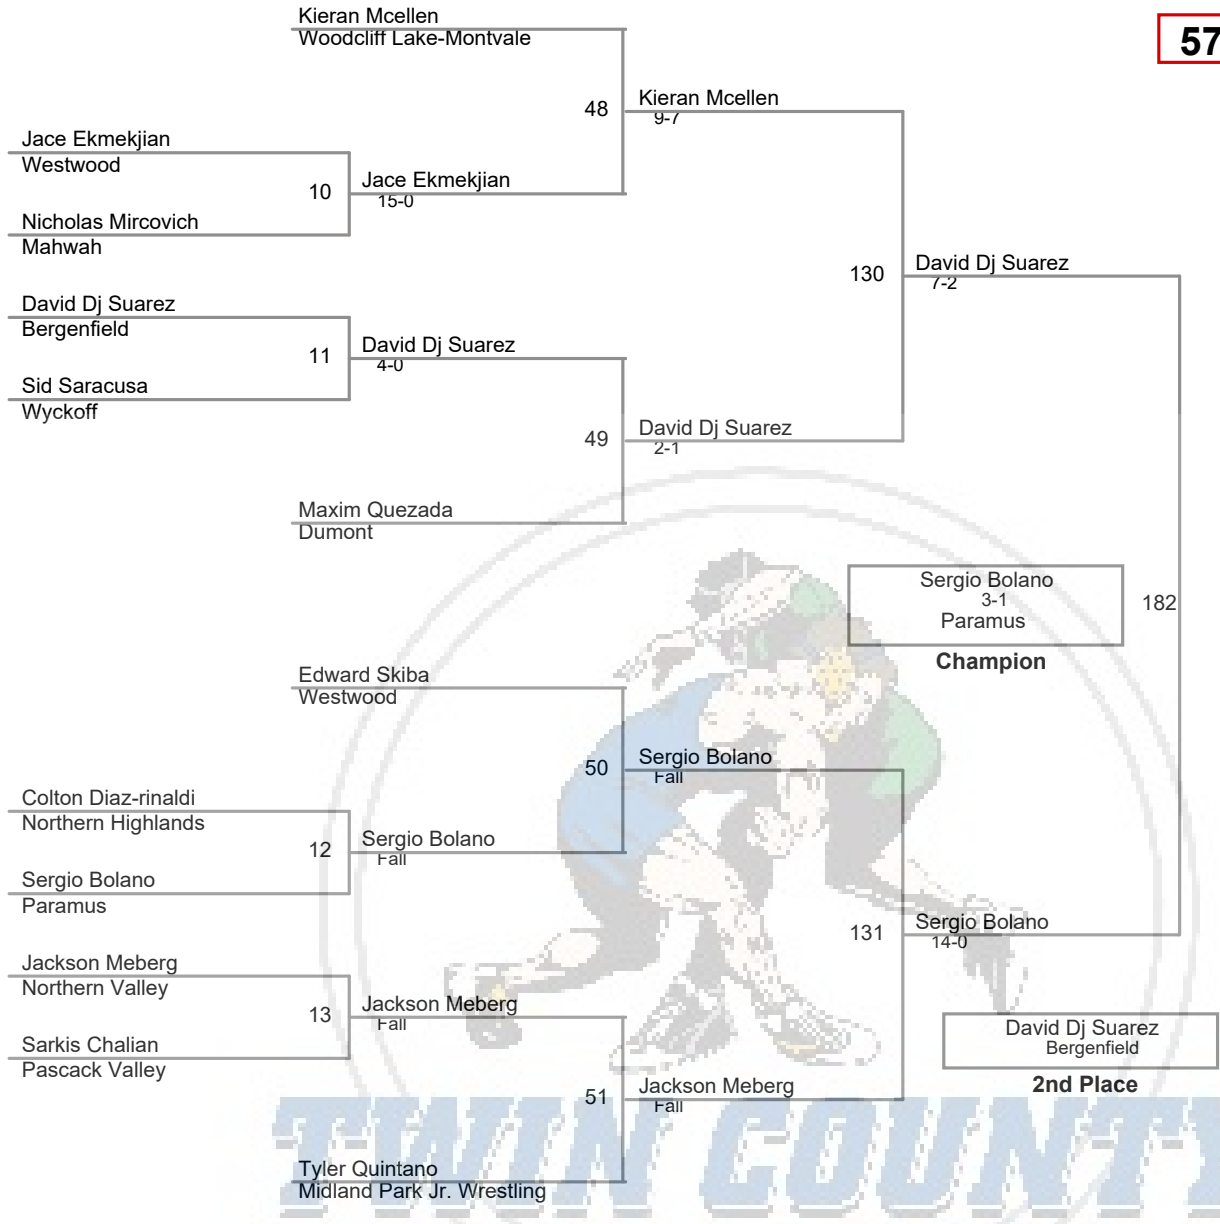 Kieran Mcellen
Woodcliff Lake-Montvale
57
48
Kieran Mcellen
9-7
Jace Ekmekjian
Westwood
10
Jace Ekmekjian
15-0
Nicholas Mircovich
Mahwah
David Dj Suarez
Bergenfield
130
David Dj Suarez
7-2
11
David Dj Suarez
4-0
Sid Saracusa
Wyckoff
49
David Dj Suarez
2-1
Maxim Quezada
Dumont
Sergio Bolano
3-1
Paramus
182
Champion
Edward Skiba
Westwood
50
Sergio Bolano
Fall
Colton Diaz-rinaldi
Northern Highlands
12
Sergio Bolano
Fall
Sergio Bolano
Paramus
131
Sergio Bolano
14-0
Jackson Meberg
Northern Valley
13
Jackson Meberg
Fall
Sarkis Chalian
Pascack Valley
David Dj Suarez
Bergenfield
2nd Place
51
Jackson Meberg
Fall
TWIN COUNTY
Tyler Quintano
Midland Park Jr. Wrestling